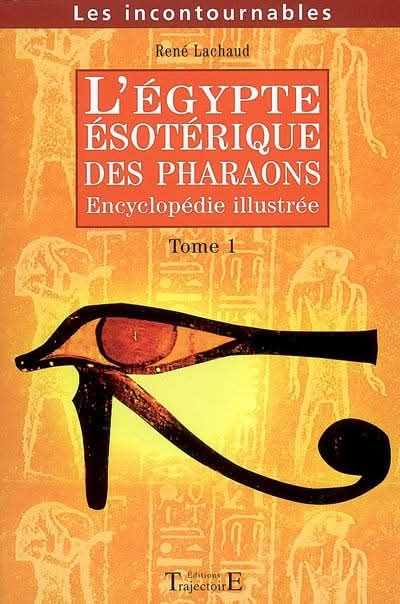 Les incontournables
René Lachaud
L'ÉGYPTE
ÉSOTÉRIQUE
DES PHARAONS
Encyclopédie illustrée
Tome 1
Éditions
TrajectoirE